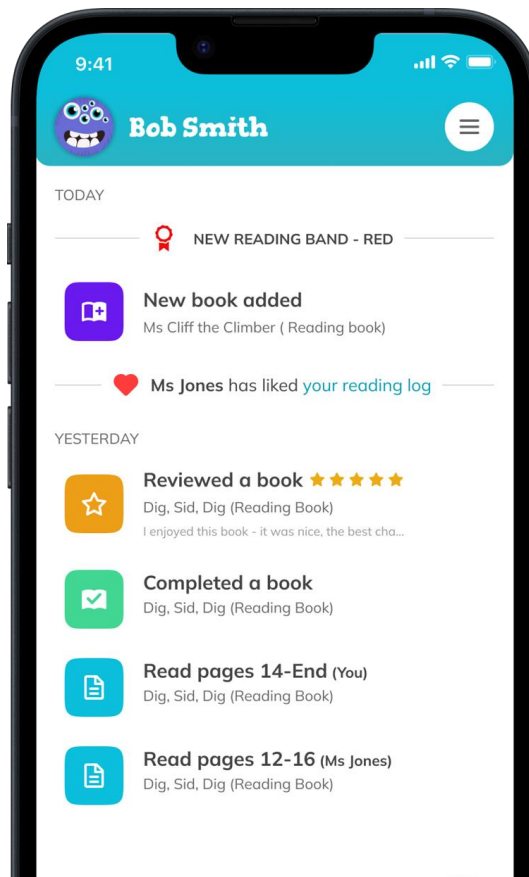 9:41
Bob Smith
TODAY
NEW READING BAND - RED
New book added
Ms Cliff the Climber ( Reading book)
Ms Jones has liked your reading log
YESTERDAY
Reviewed a book
Dig, Sid, Dig (Reading Book)
I enjoyed this book - it was nice, the best cha...
Completed a book
Dig, Sid, Dig (Reading Book)
Read pages 14-End (You)
Dig, Sid, Dig (Reading Book)
Read pages 12-16 (Ms Jones)
Dig, Sid, Dig (Reading Book)